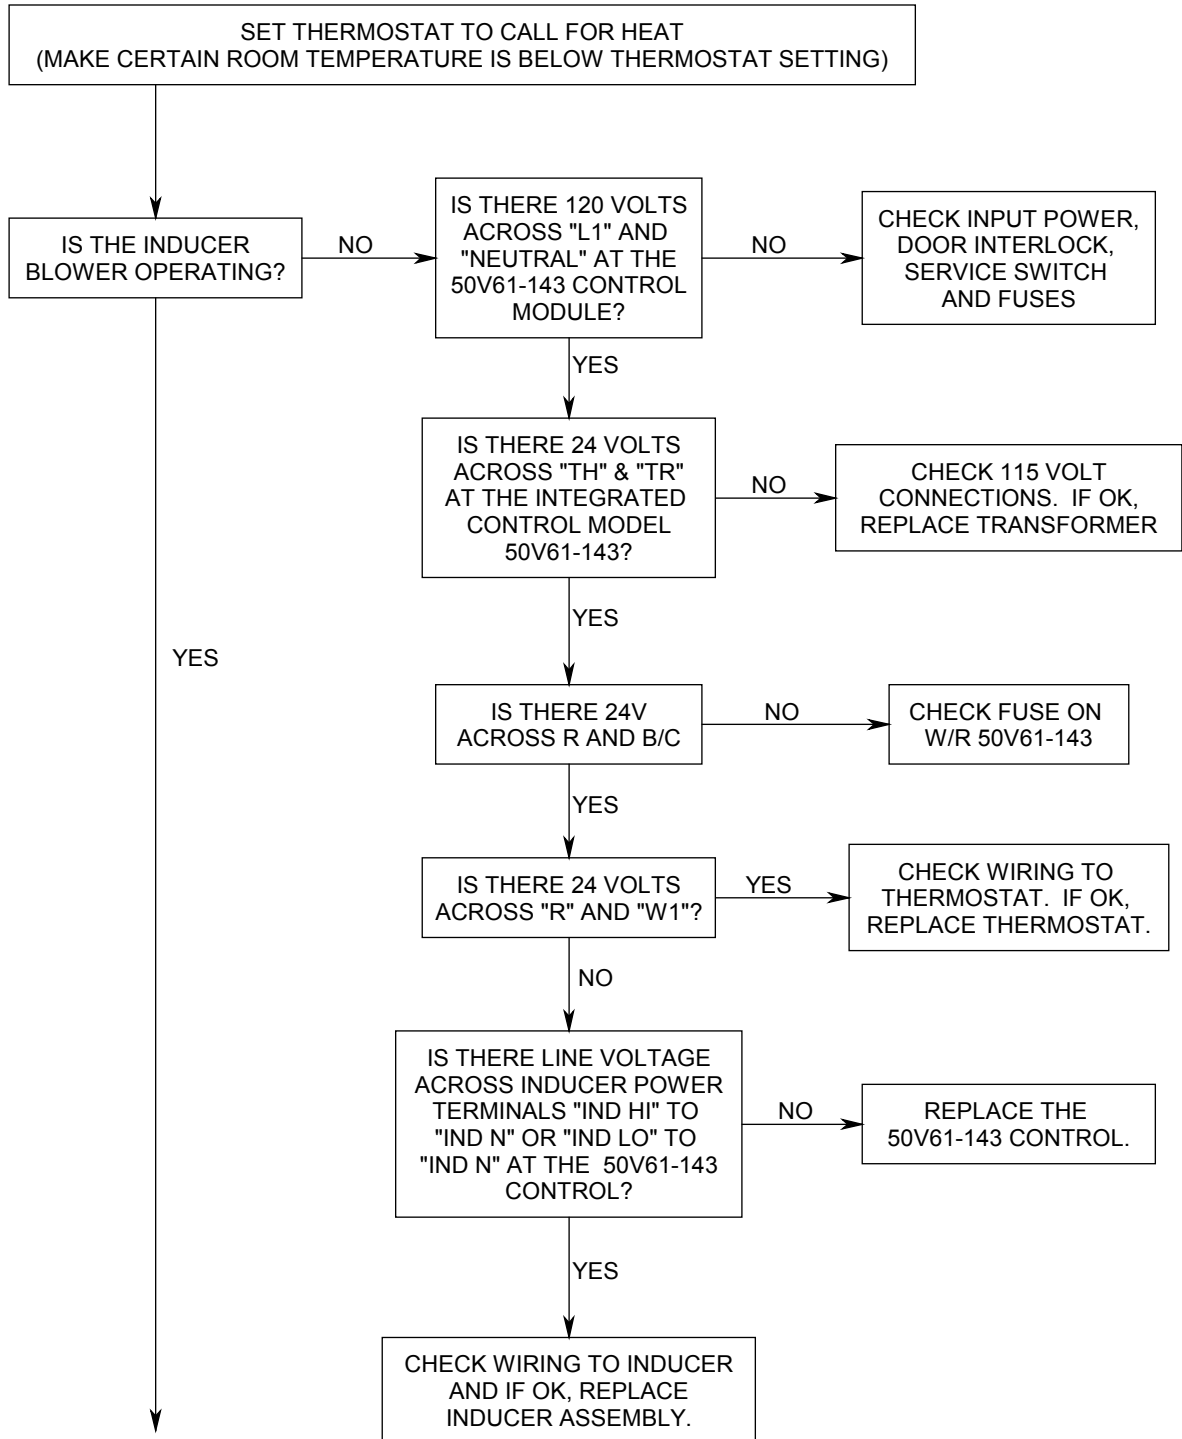 SET THERMOSTAT TO CALL FOR HEAT
(MAKE CERTAIN ROOM TEMPERATURE IS BELOW THERMOSTAT SETTING)
IS THE INDUCER
BLOWER OPERATING?
NO
IS THERE 120 VOLTS
ACROSS "L1" AND
"NEUTRAL" AT THE
50V61-143 CONTROL
MODULE?
NO
CHECK INPUT POWER,
DOOR INTERLOCK,
SERVICE SWITCH
AND FUSES
YES
IS THERE 24 VOLTS
ACROSS "TH" & "TR"
AT THE INTEGRATED
CONTROL MODEL
50V61-143?
NO
CHECK 115 VOLT
CONNECTIONS. IF OK,
REPLACE TRANSFORMER
YES
YES
IS THERE 24V
ACROSS R AND B/C
NO
CHECK FUSE ON
W/R 50V61-143
YES
IS THERE 24 VOLTS
ACROSS "R" AND "W1"?
YES
CHECK WIRING TO
THERMOSTAT. IF OK,
REPLACE THERMOSTAT.
NO
IS THERE LINE VOLTAGE
ACROSS INDUCER POWER
TERMINALS "IND HI" TO
"IND N" OR "IND LO" TO
"IND N" AT THE 50V61-143
CONTROL?
NO
REPLACE THE
50V61-143 CONTROL.
YES
CHECK WIRING TO INDUCER
AND IF OK, REPLACE
INDUCER ASSEMBLY.